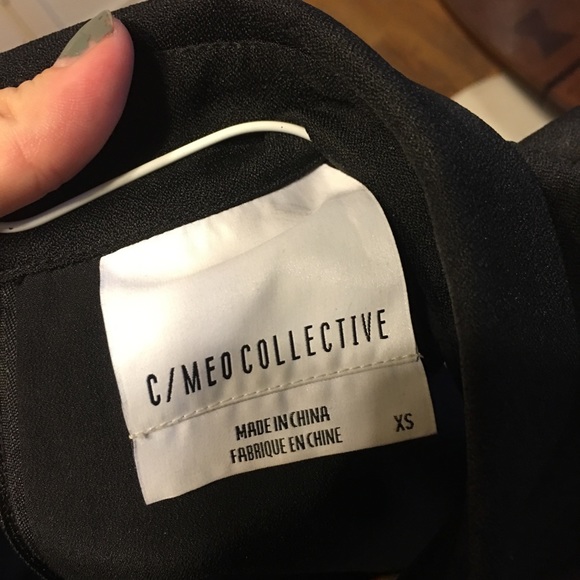 C/MEO COLLECTIVE
MADE IN CHINA
FABRIQUE EN CHINE
XS